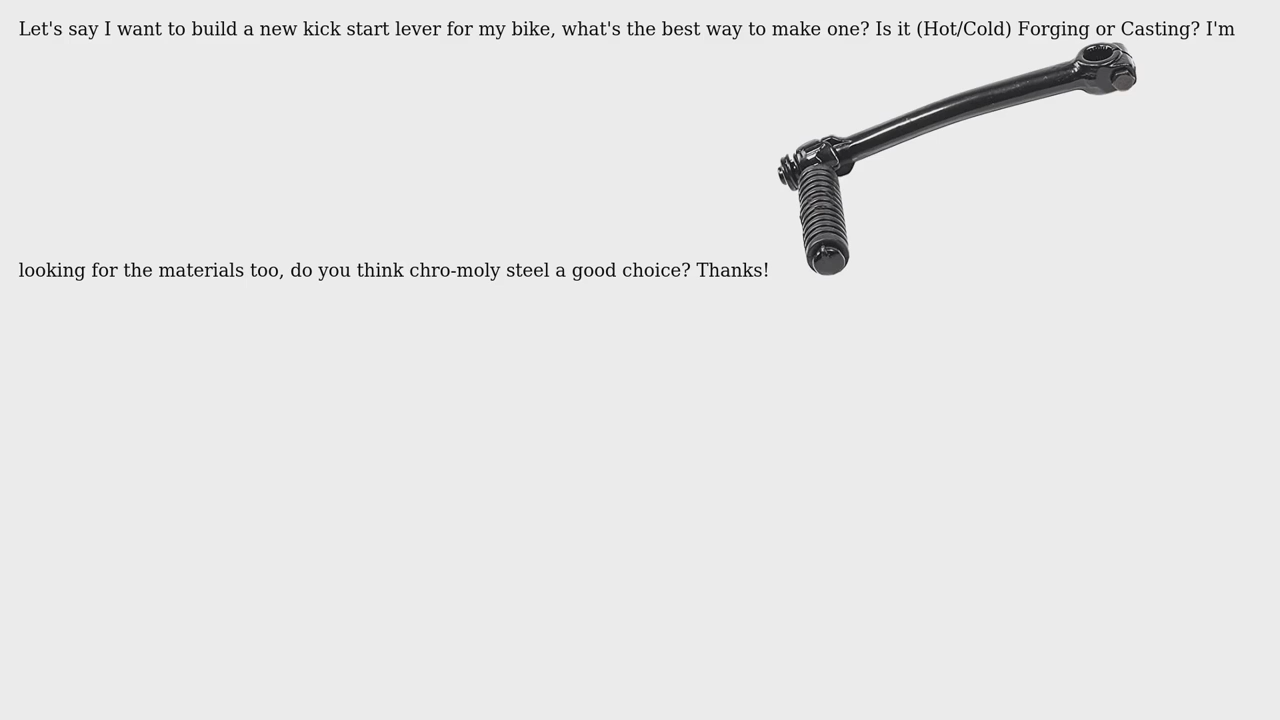 Let's say I want to build a new kick start lever for my bike, what's the best way to make one? Is it (Hot/Cold) Forging or Casting? I'm
looking for the materials too, do you think chro-moly steel a good choice? Thanks!